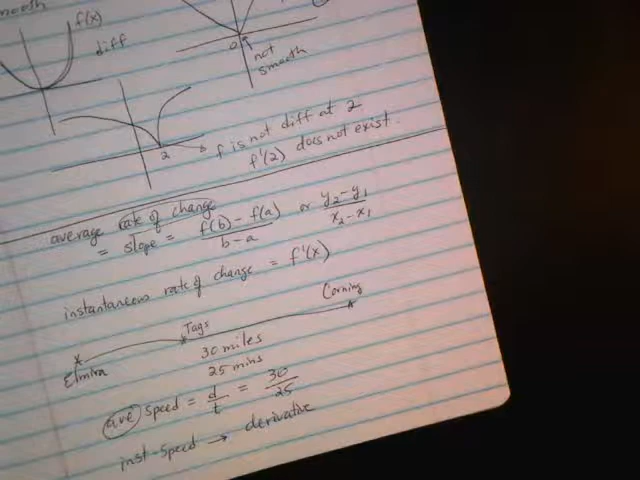 smooth
f(x)
diff
0
not
smooth
2
f is not diff at 2
f'(2) does not exist.
average rate of change
= slope = f(b) - f(a) / b - a or y2 - y1 / x2 - x1
instantaneous rate of change = f'(x)
Corning
Tags
Elmira
30 miles
25 mins
ave speed = d/t = 30/25
inst-speed → derivative